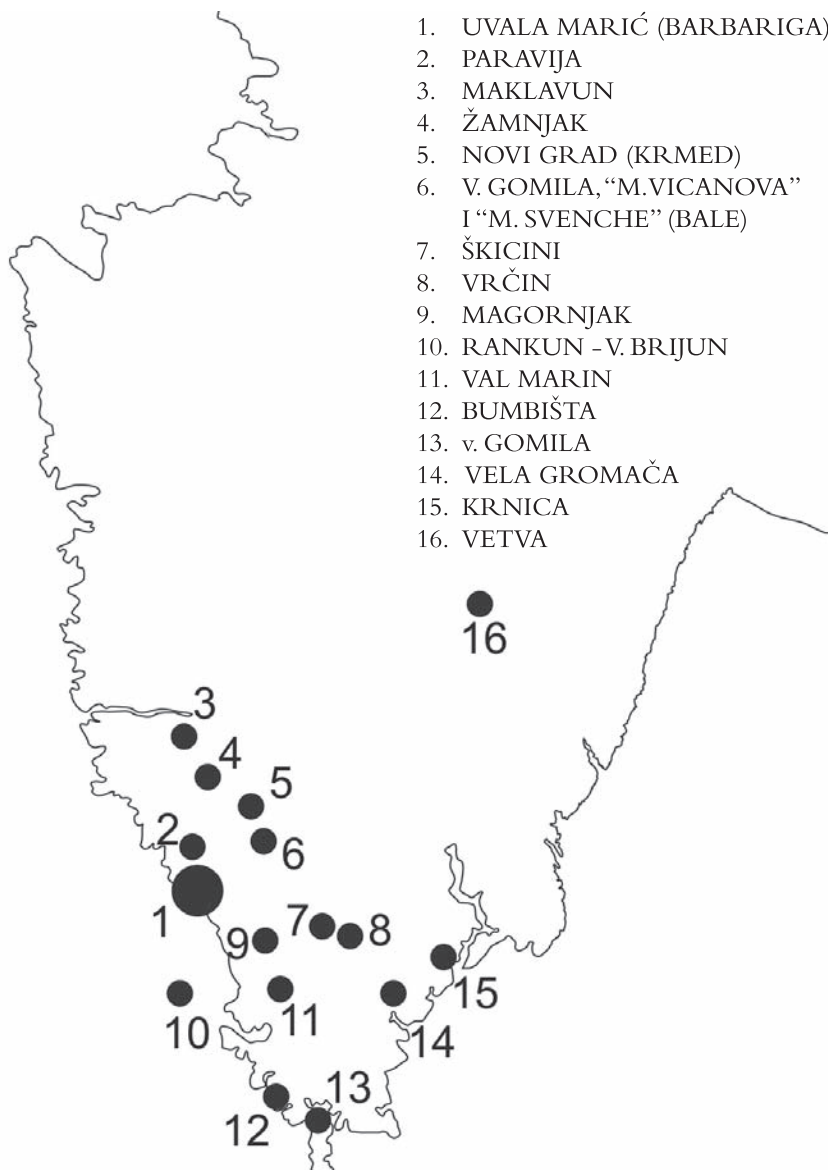 1. UVALA MARIĆ (BARBARIGA)
2. PARAVIJA
3. MAKLAVUN
4. ŽAMNJAK
5. NOVI GRAD (KRMED)
6. V. GOMILA, “M.VICANOVA”
I “M. SVENCHE” (BALE)
7. ŠKICINI
8. VRČIN
9. MAGORNJAK
10. RANKUN – V. BRIJUN
11. VAL MARIN
12. BUMBIŠTA
13. v. GOMILA
14. VELA GROMAČA
15. KRNICA
16. VETVA
16
3
4
5
2
6
1
7
8
9
15
10
11
14
13
12